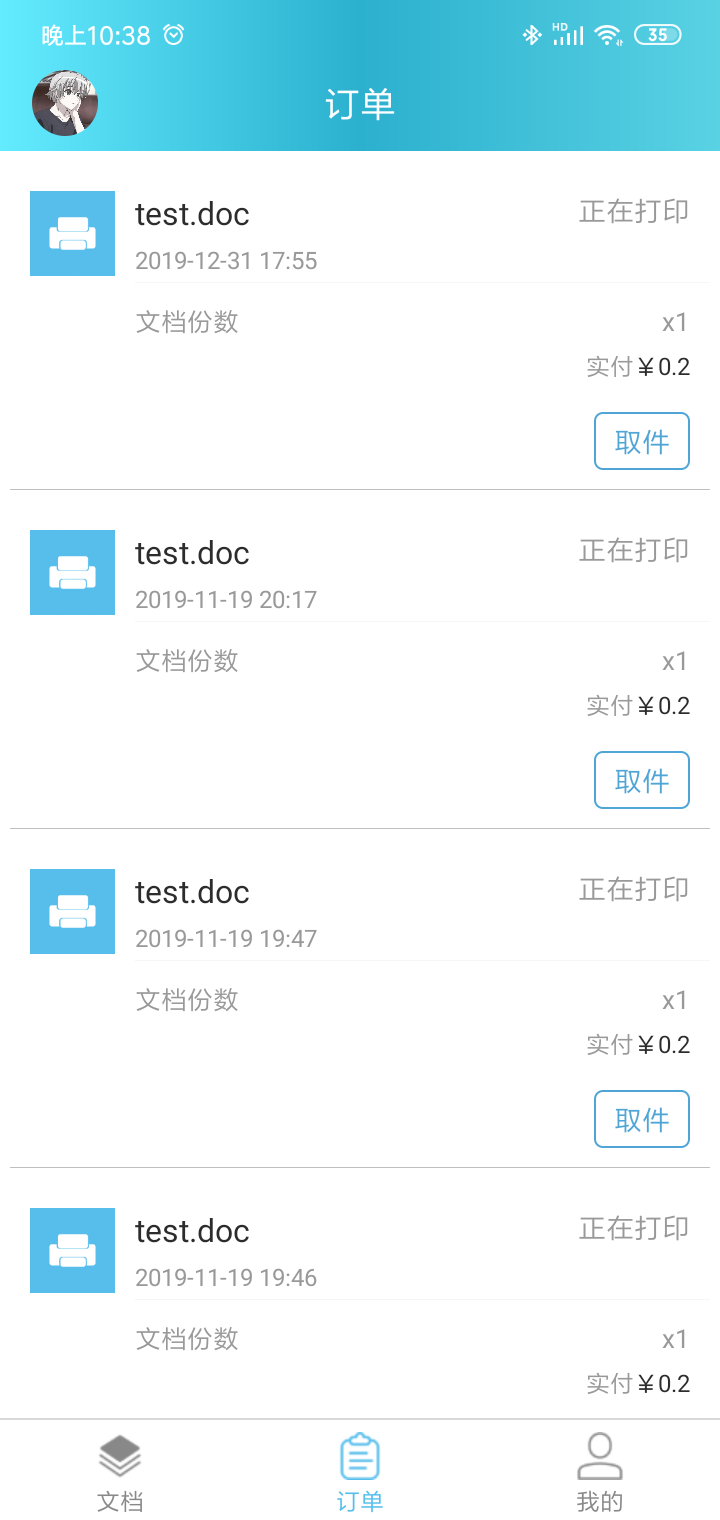 晚上10:38 HD 35
订单
test.doc 正在打印
2019-12-31 17:55
文档份数 x1
实付¥0.2
取件
test.doc 正在打印
2019-11-19 20:17
文档份数 x1
实付¥0.2
取件
test.doc 正在打印
2019-11-19 19:47
文档份数 x1
实付¥0.2
取件
test.doc 正在打印
2019-11-19 19:46
文档份数 x1
实付¥0.2
文档 订单 我的